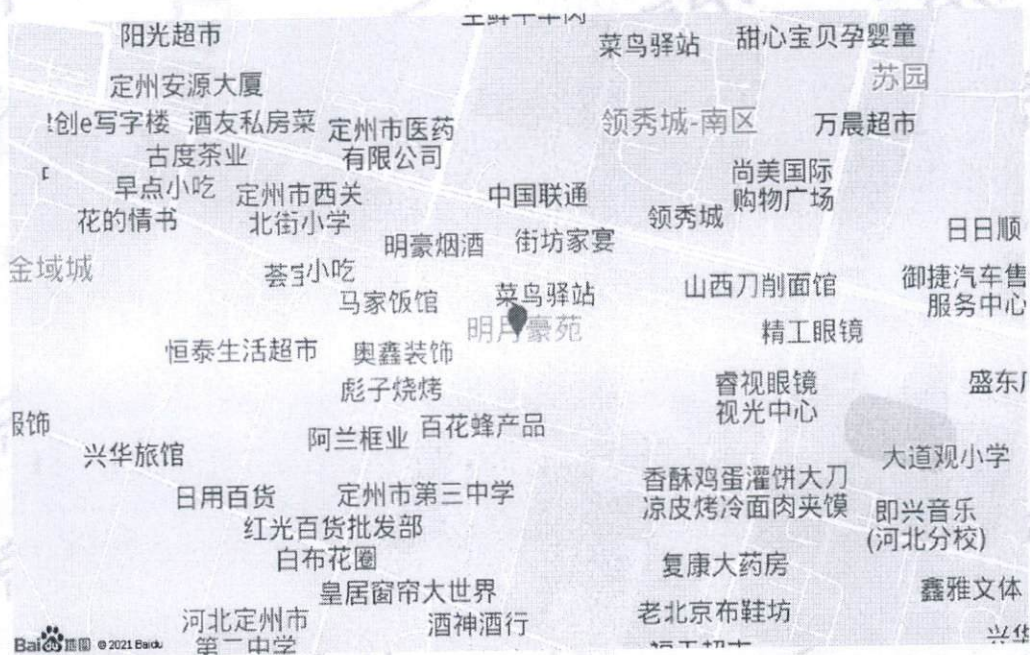 阳光超市
菜鸟驿站
甜心宝贝孕婴童
定州安源大厦
苏园
创e写字楼
酒友私房菜
定州市医药
有限公司
领秀城-南区
万晨超市
古度茶业
早点小吃
定州市西关
北街小学
中国联通
尚美国际
购物广场
花的情书
领秀城
日日顺
明豪烟酒
街坊家宴
金域城
小吃
马家饭馆
菜鸟驿站
山西刀削面馆
御捷汽车售
服务中心
明月豪苑
精工眼镜
恒泰生活超市
奥鑫装饰
彪子烧烤
睿视眼镜
视光中心
盛东
服饰
百花蜂产品
阿兰框业
兴华旅馆
大道观小学
日用百货
定州市第三中学
香酥鸡蛋灌饼大刀
凉皮烤冷面肉夹馍
即兴音乐
(河北分校)
红光百货批发部
白布花圈
复康大药房
皇居窗帘大世界
鑫雅文体
河北定州市
第二中学
酒神酒行
老北京布鞋坊
兴华
Bai du 地图 © 2021 Baidu